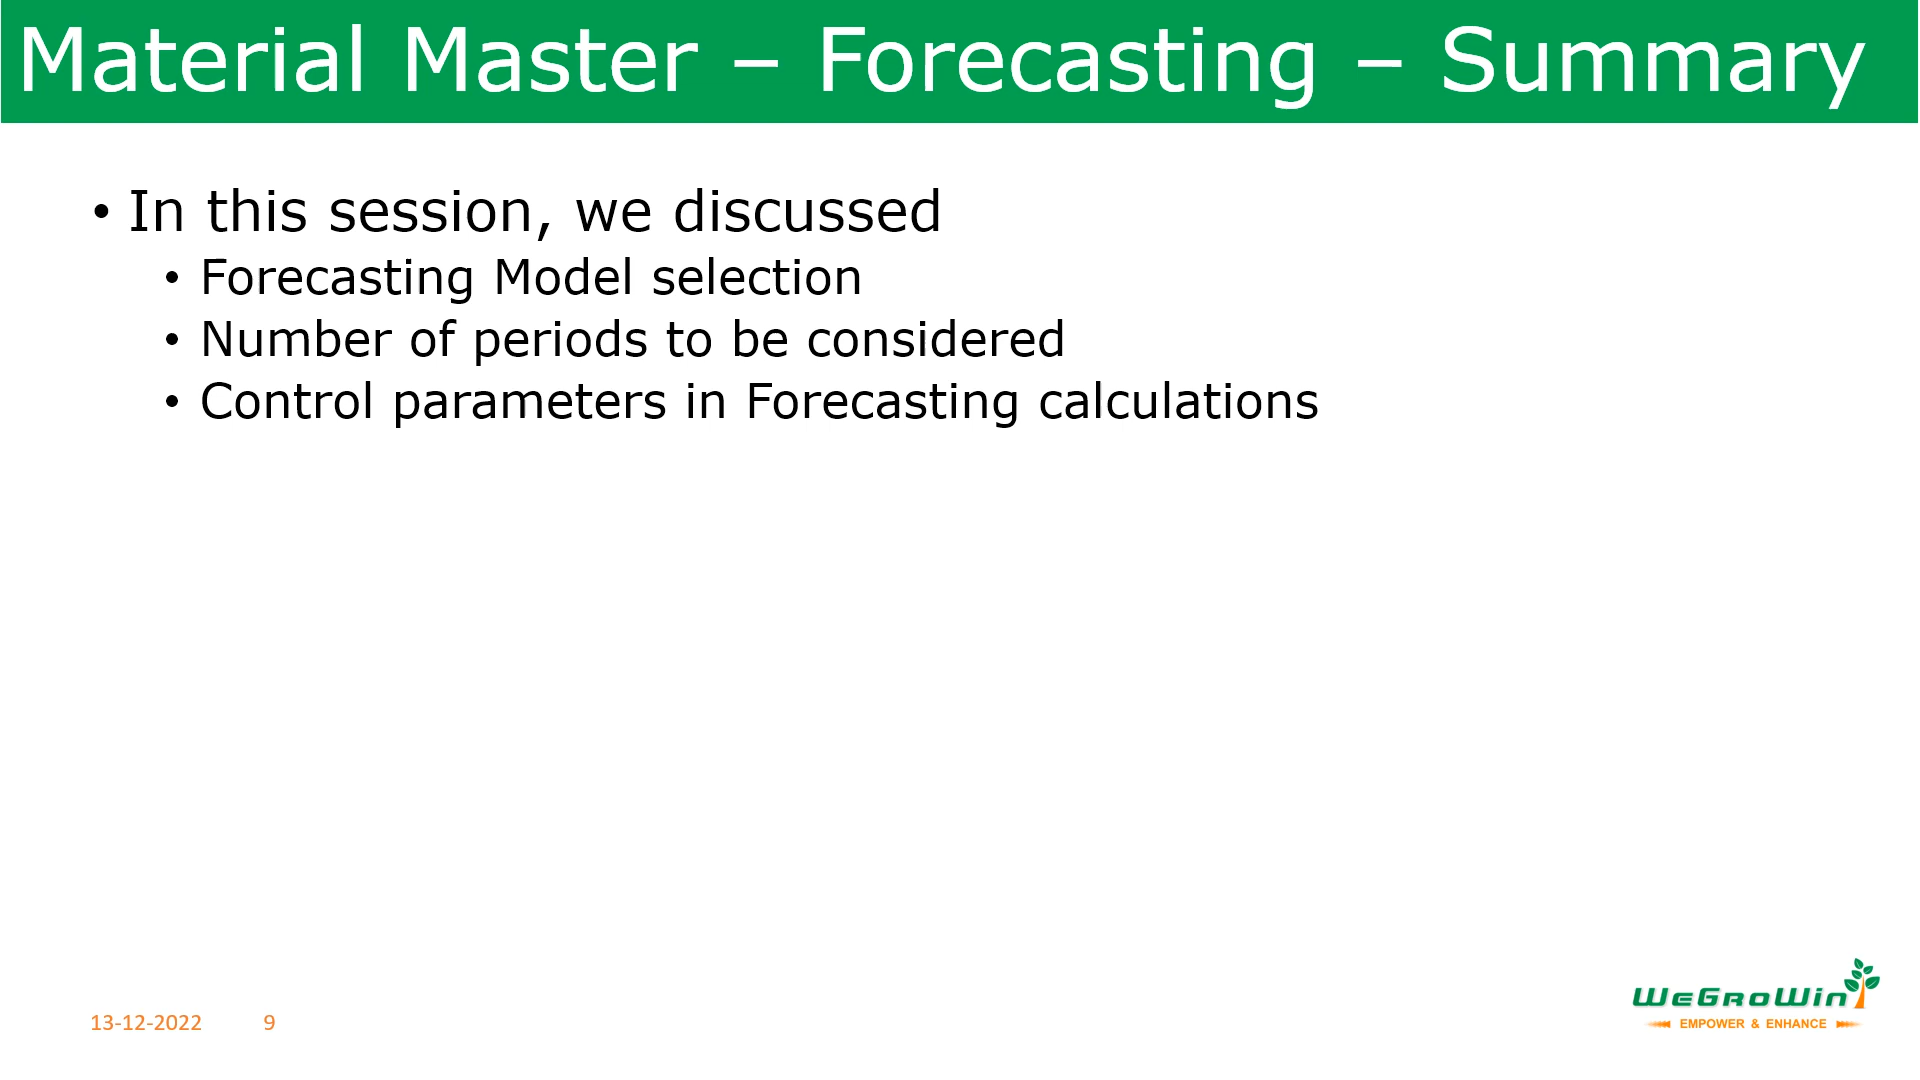 Material Master – Forecasting – Summary
• In this session, we discussed
• Forecasting Model selection
• Number of periods to be considered
• Control parameters in Forecasting calculations
13-12-2022 9
WeGroWin
EMPOWER & ENHANCE